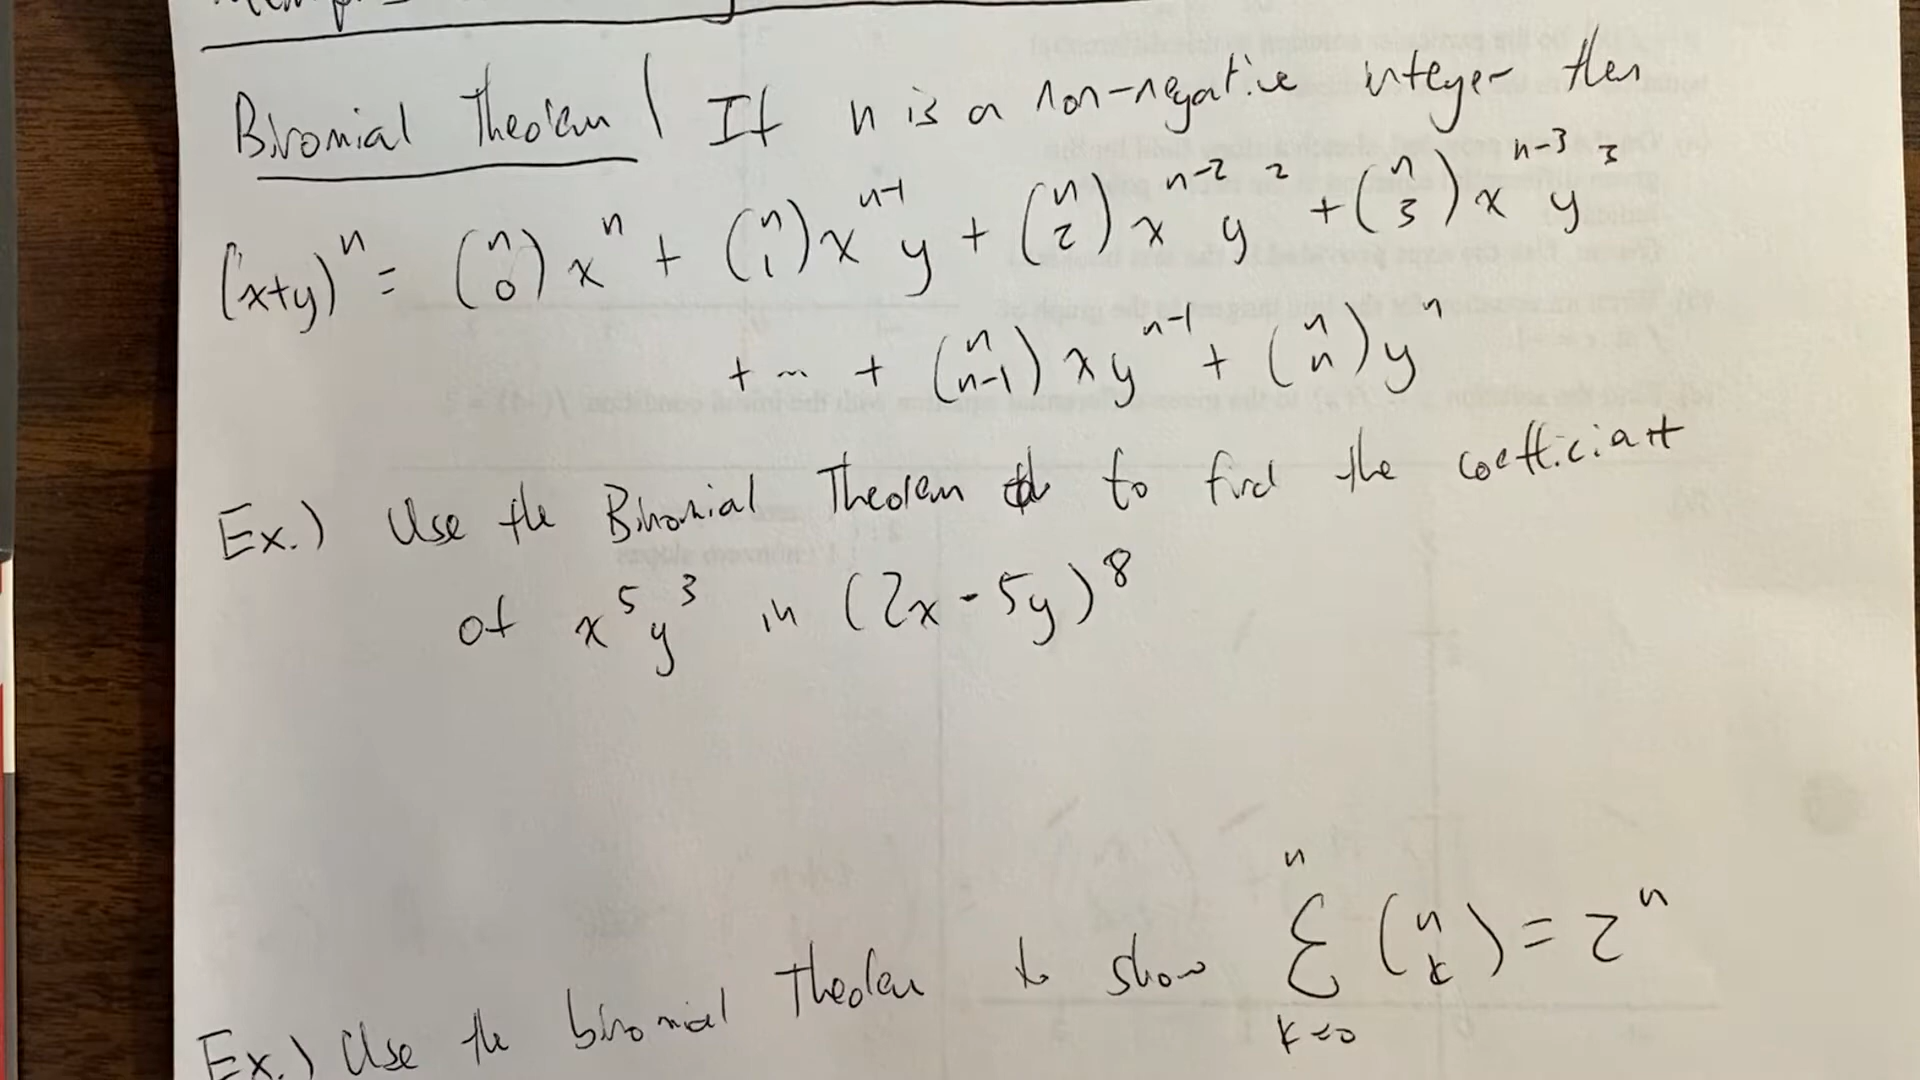 Binomial Theorem | If n is a non-negative integer then
(x+y)^n = (n 0) x^n + (n 1) x^{n-1} y + (n 2) x^{n-2} y^2 + (n 3) x^{n-3} y^3
+ ... + (n n-1) x y^{n-1} + (n n) y^n
Ex.) Use the Binomial Theorem to find the coefficient
of x^5 y^3 in (2x - 5y)^8
Ex.) Use the binomial Theorem to show \sum_{k=0}^{n} (n k) = 2^n